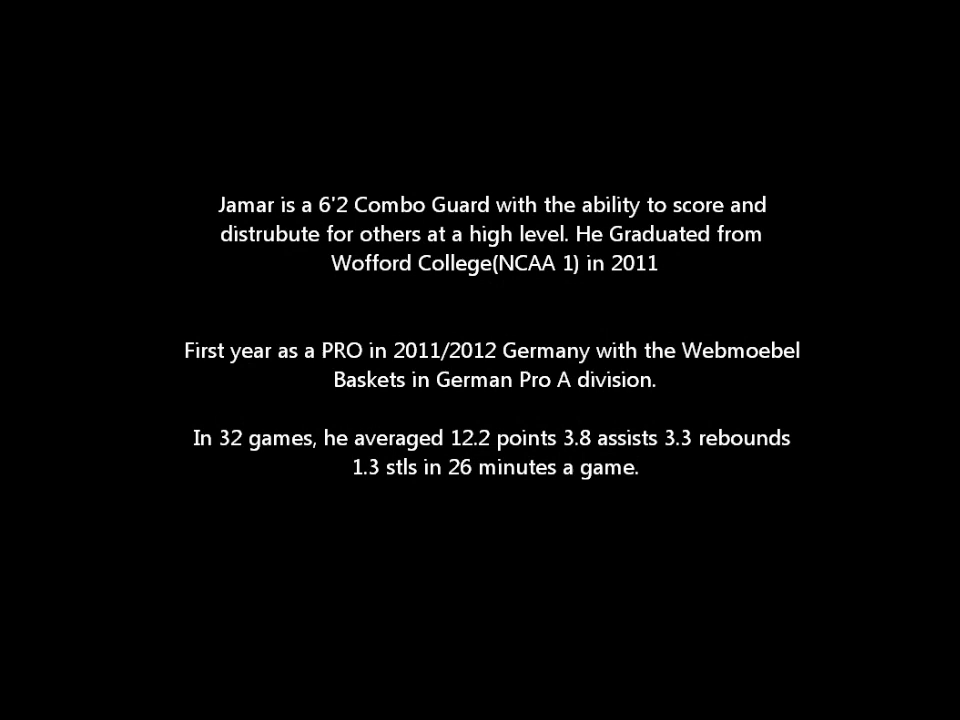 Jamar is a 6'2 Combo Guard with the ability to score and
distrubute for others at a high level. He Graduated from
Wofford College(NCAA 1) in 2011
First year as a PRO in 2011/2012 Germany with the Webmoebel
Baskets in German Pro A division.
In 32 games, he averaged 12.2 points 3.8 assists 3.3 rebounds
1.3 stls in 26 minutes a game.